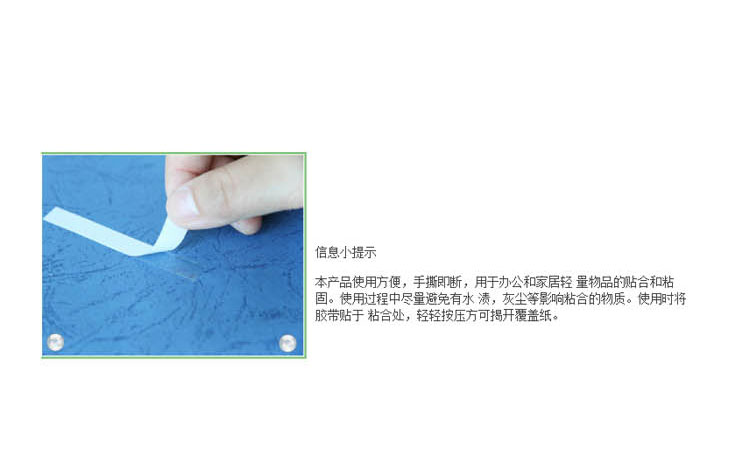 信息小提示
本产品使用方便，手撕即断，用于办公和家居轻 量物品的贴合和粘
固。使用过程中尽量避免有水 渍，灰尘等影响粘合的物质。使用时将
胶带贴于 粘合处，轻轻按压方可揭开覆盖纸。